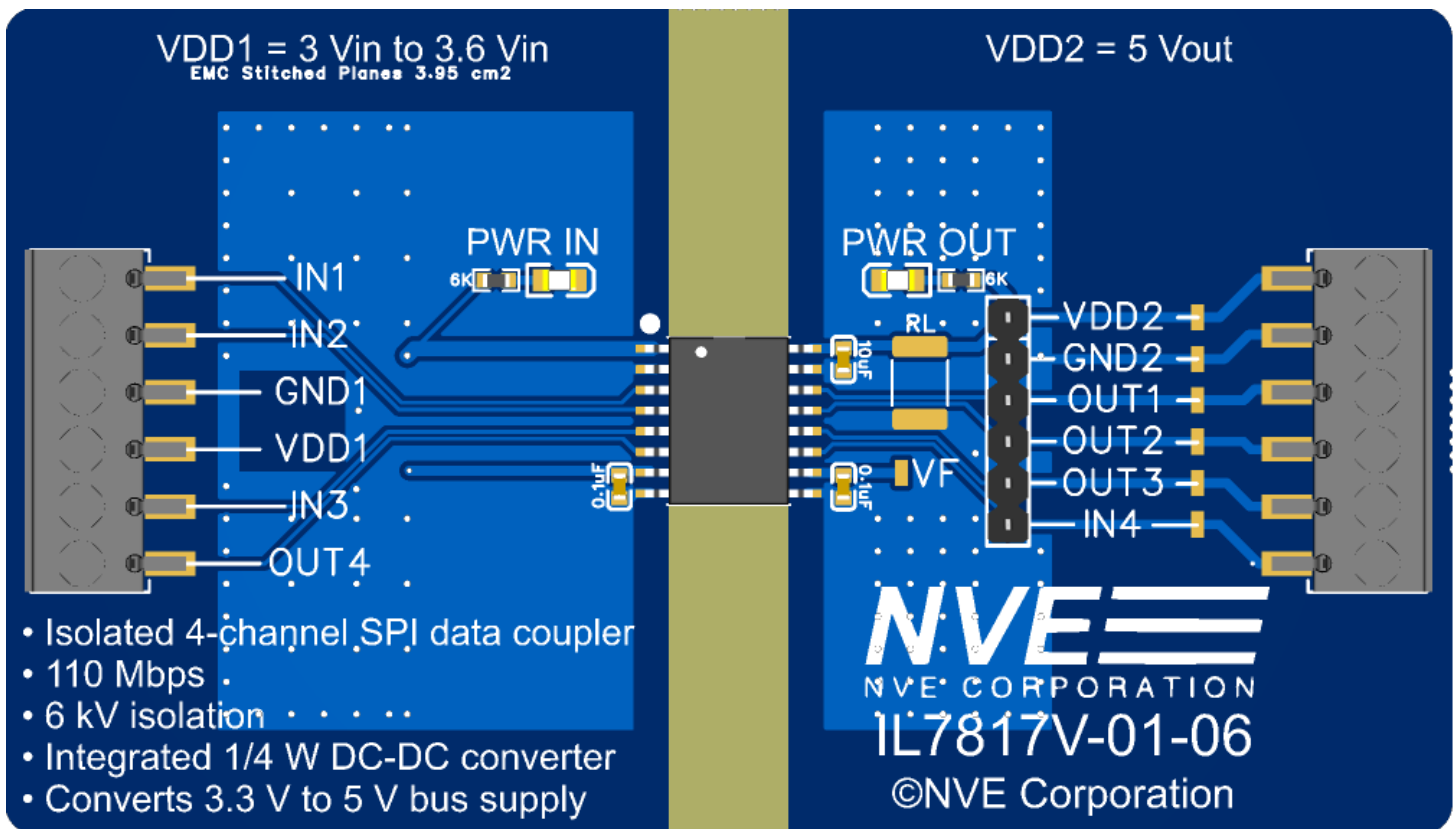 VDD1 = 3 Vin to 3.6 Vin
EMC Stitched Planes 3.95 cm2
VDD2 = 5 Vout
PWR IN
6K
PWR OUT
6K
IN1
IN2
GND1
VDD1
IN3
OUT4
0.1uF
10uF
RL
0.1uF
VF
VDD2
GND2
OUT1
OUT2
OUT3
IN4
• Isolated 4-channel SPI data coupler
• 110 Mbps
• 6 kV isolation
• Integrated 1/4 W DC-DC converter
• Converts 3.3 V to 5 V bus supply
NVE
NVE CORPORATION
IL7817V-01-06
©NVE Corporation